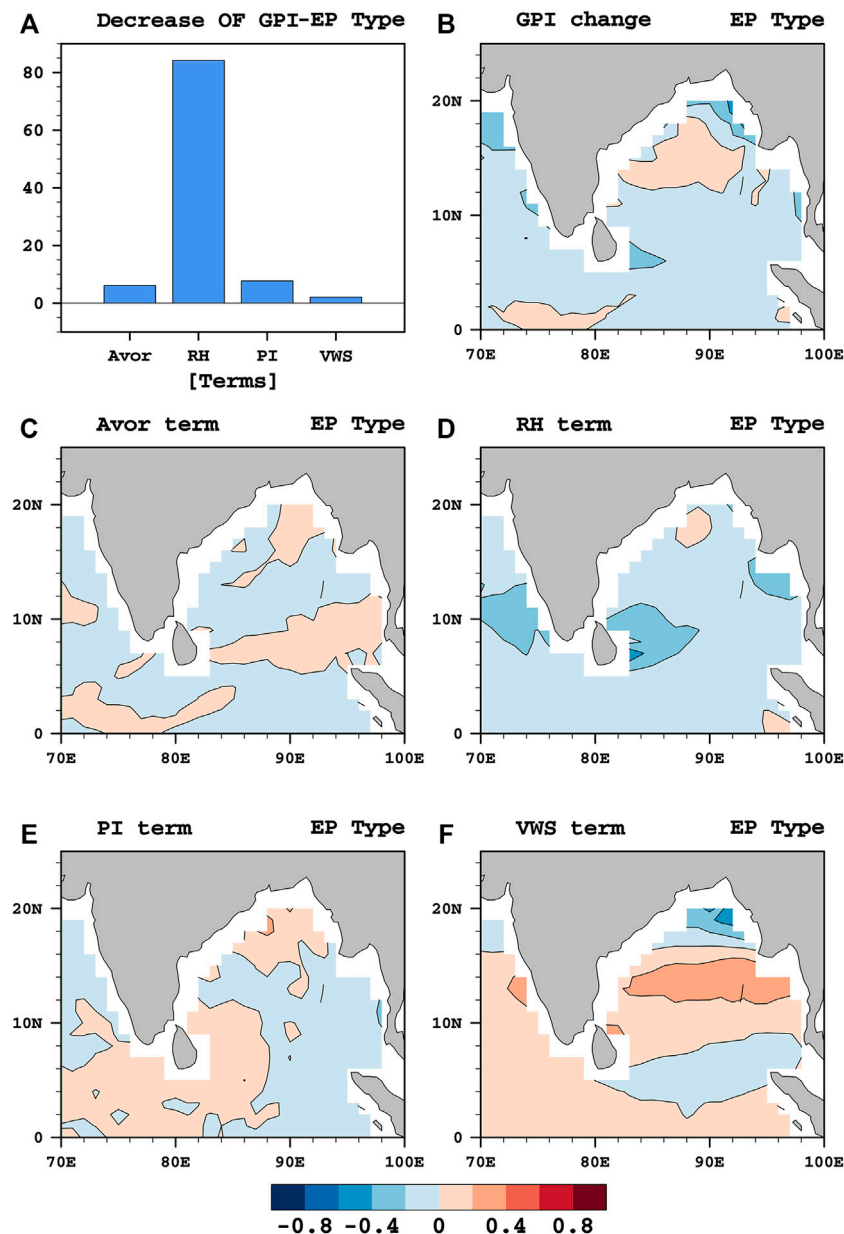 A Decrease OF GPI-EP Type
80
60
40
20
0
Avor RH PI VWS
[Terms]
B GPI change EP Type
20N
10N
0
70E 80E 90E 100E
C Avor term EP Type
20N
10N
0
70E 80E 90E 100E
D RH term EP Type
20N
10N
0
70E 80E 90E 100E
E PI term EP Type
20N
10N
0
70E 80E 90E 100E
F VWS term EP Type
20N
10N
0
70E 80E 90E 100E
-0.8 -0.4 0 0.4 0.8